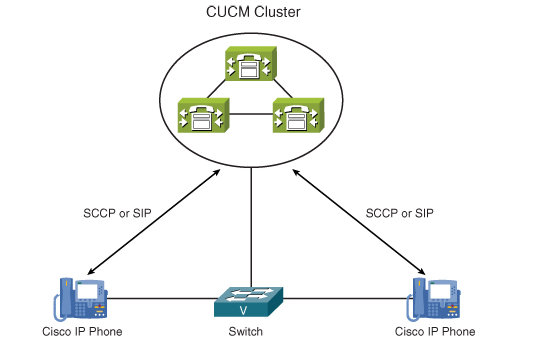 CUCM Cluster
SCCP or SIP
SCCP or SIP
V
Cisco IP Phone
Switch
Cisco IP Phone